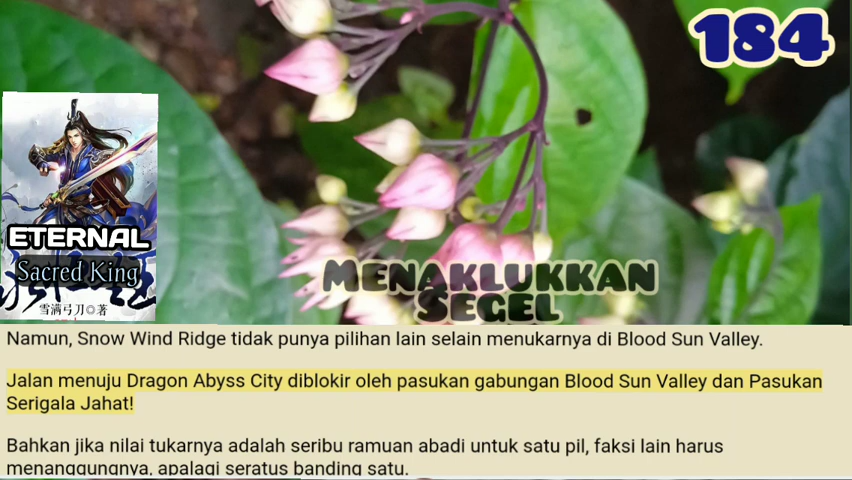 184
ETERNAL
Sacred King
雪满弓刀◎著
MENAKLUKKAN
SEGEL
Namun, Snow Wind Ridge tidak punya pilihan lain selain menukarnya di Blood Sun Valley.
Jalan menuju Dragon Abyss City diblokir oleh pasukan gabungan Blood Sun Valley dan Pasukan
Serigala Jahat!
Bahkan jika nilai tukarnya adalah seribu ramuan abadi untuk satu pil, faksi lain harus
menanggungnya, apalagi seratus banding satu.